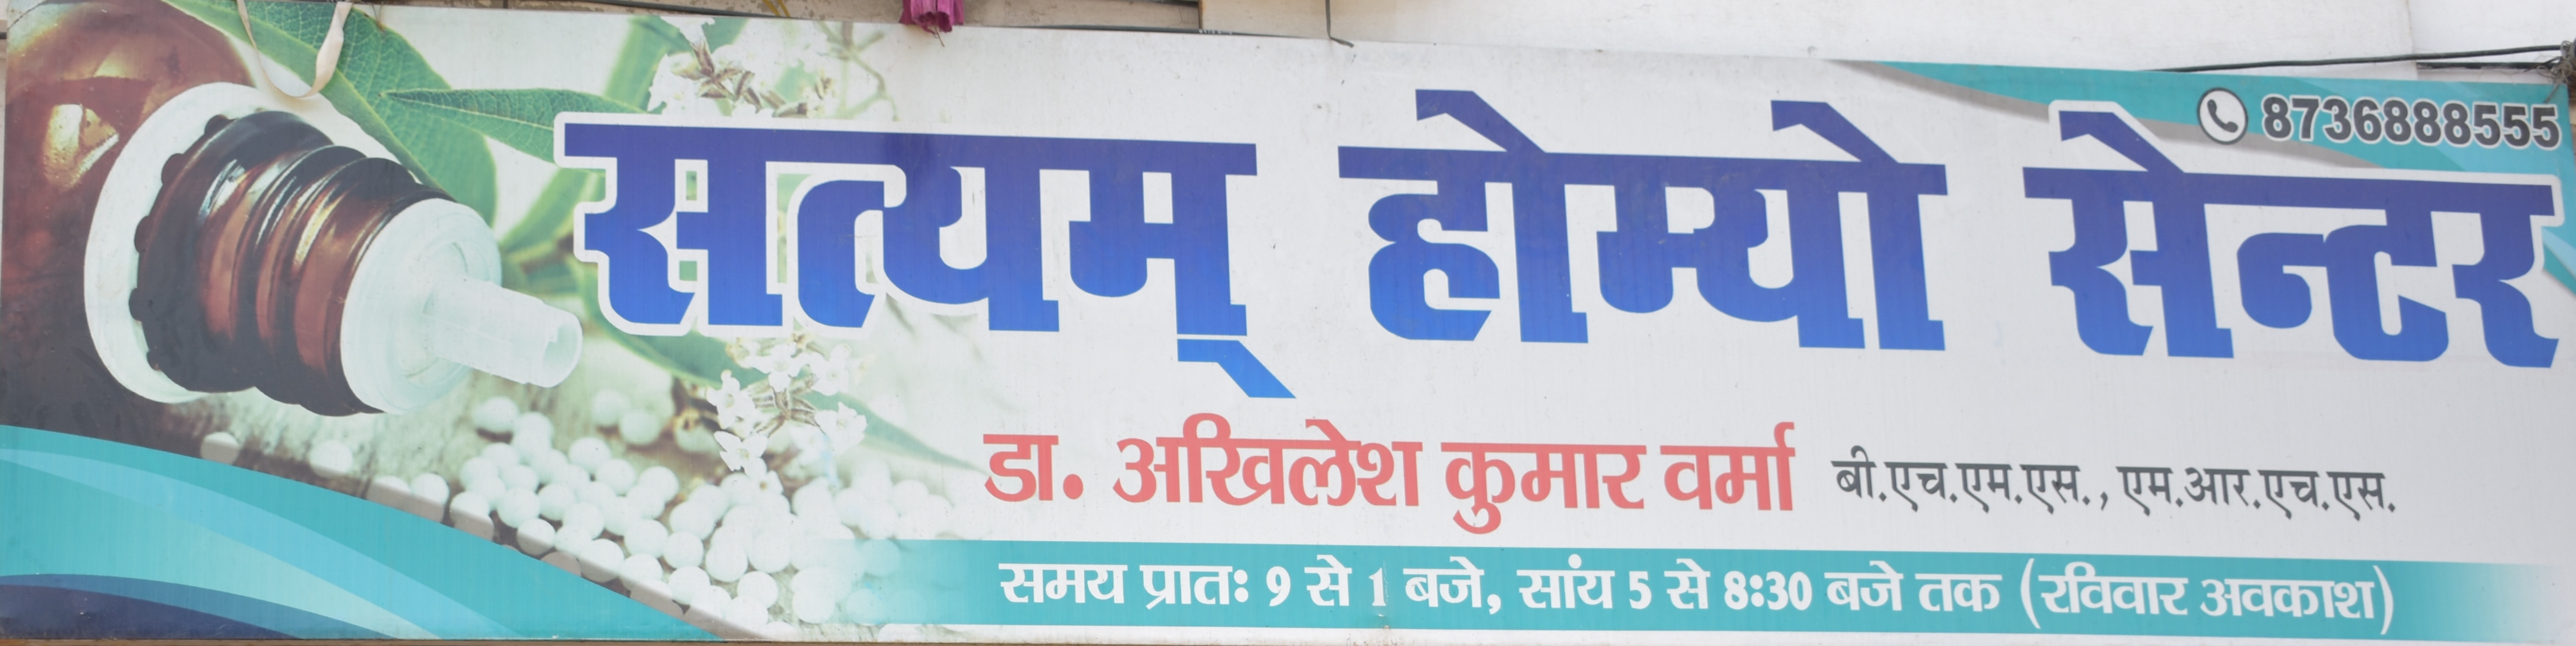 8736888555
सत्यम् होम्यो सेन्टर
डा. अखिलेश कुमार वर्मा बी.एच.एम.एस., एम.आर.एच.एस.
समय प्रातः 9 से 1 बजे, सांय 5 से 8:30 बजे तक (रविवार अवकाश)